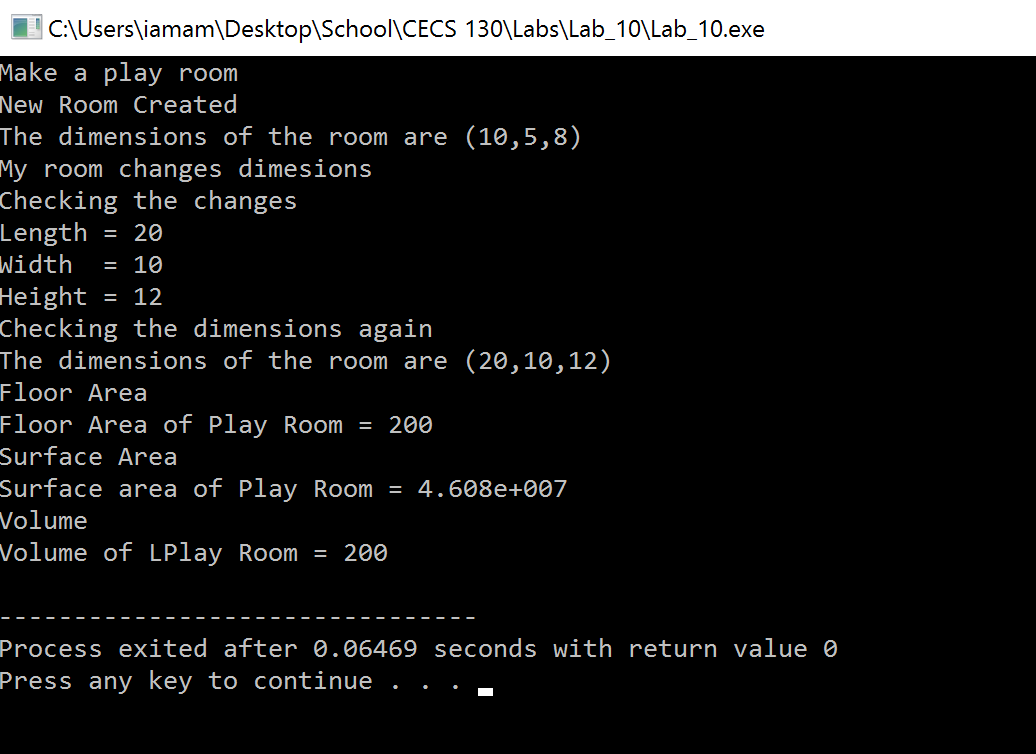 C:\Users\iamam\Desktop\School\CECS 130\Labs\Lab_10\Lab_10.exe
Make a play room
New Room Created
The dimensions of the room are (10,5,8)
My room changes dimesions
Checking the changes
Length = 20
Width  = 10
Height = 12
Checking the dimensions again
The dimensions of the room are (20,10,12)
Floor Area
Floor Area of Play Room = 200
Surface Area
Surface area of Play Room = 4.608e+007
Volume
Volume of LPlay Room = 200
--------------------------------
Process exited after 0.06469 seconds with return value 0
Press any key to continue . . .